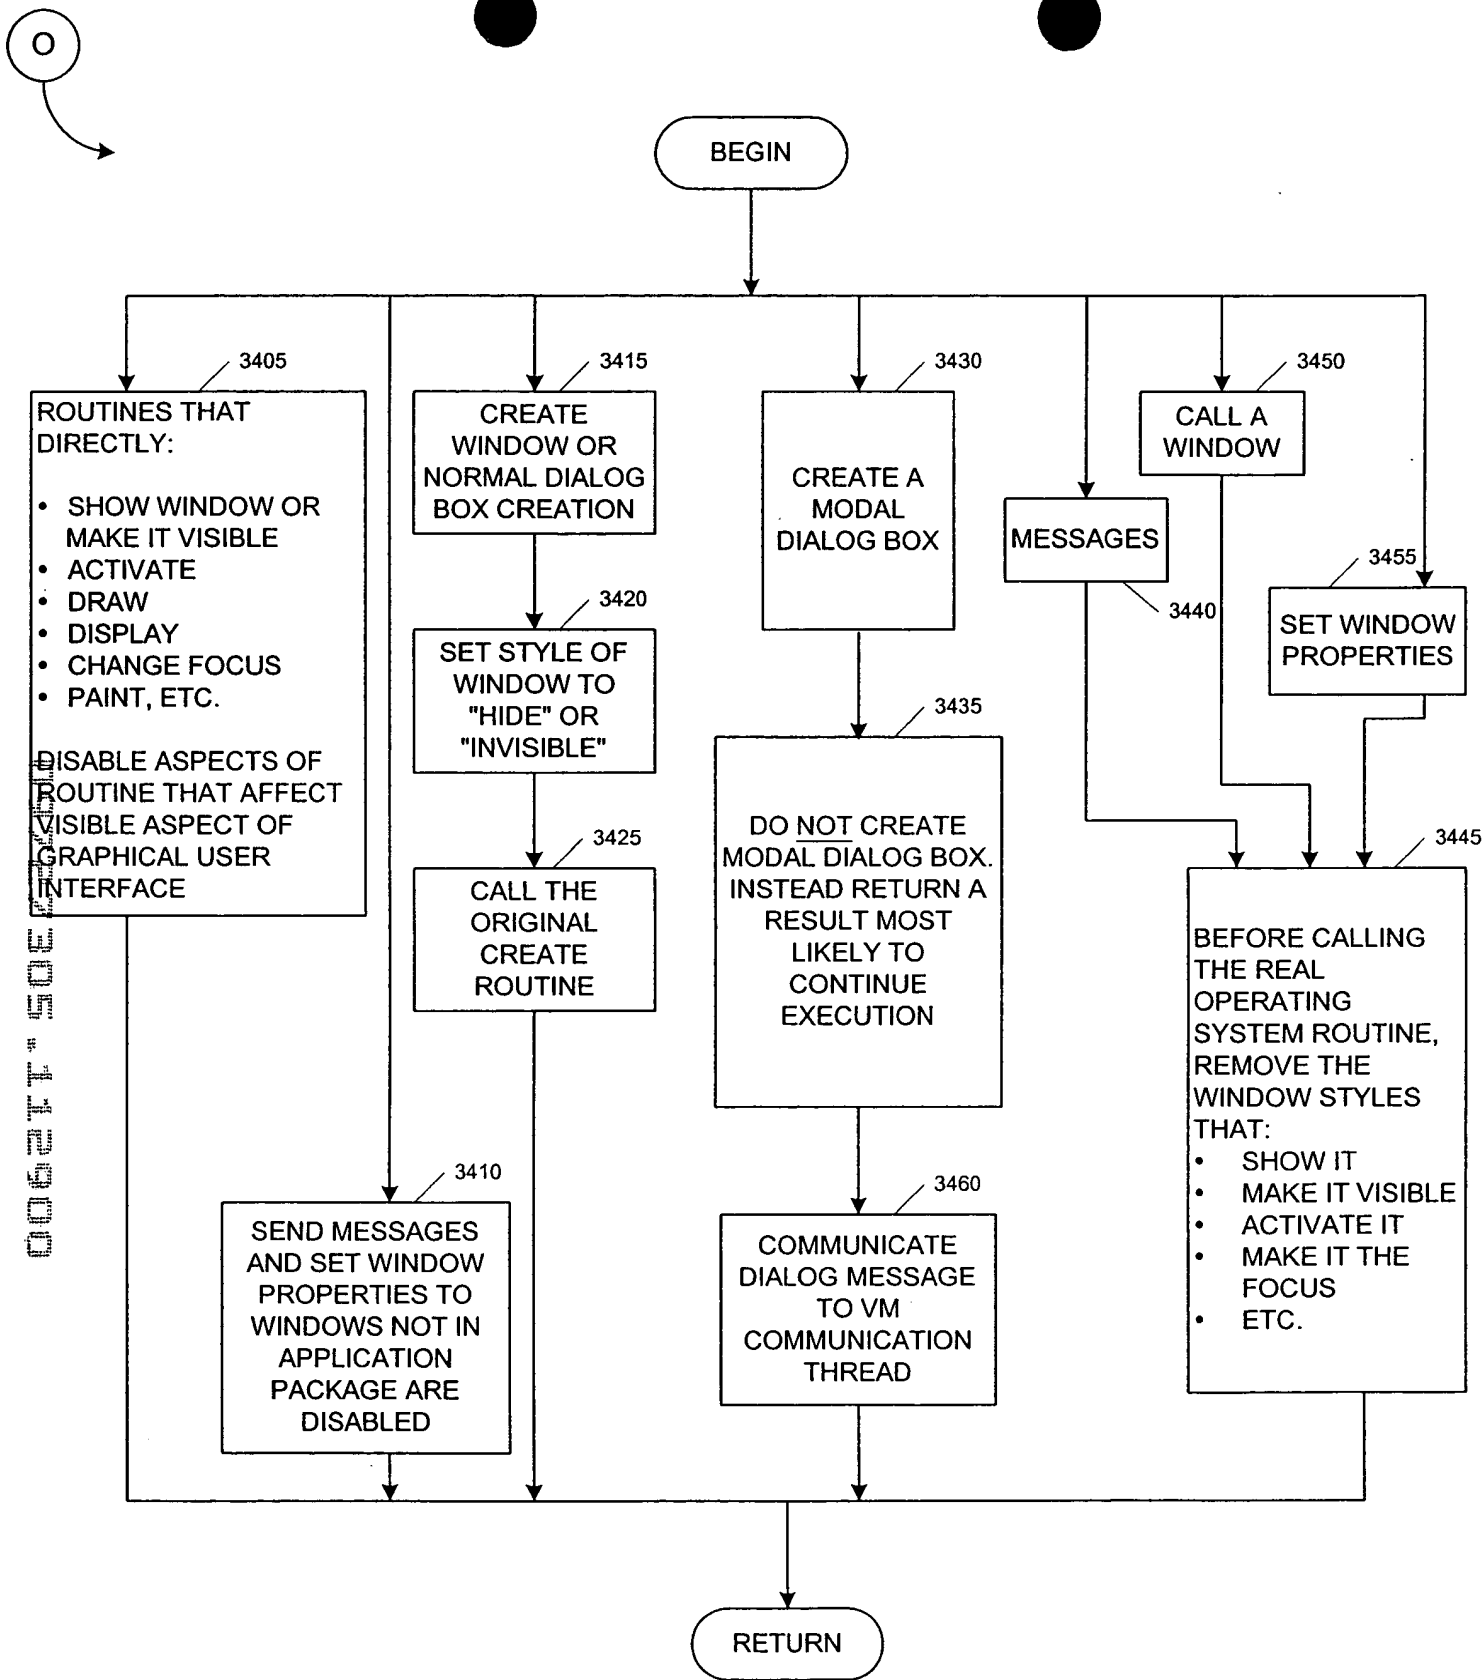 O
BEGIN
3405
ROUTINES THAT
DIRECTLY:
• SHOW WINDOW OR
MAKE IT VISIBLE
• ACTIVATE
• DRAW
• DISPLAY
• CHANGE FOCUS
• PAINT, ETC.
DISABLE ASPECTS OF
ROUTINE THAT AFFECT
VISIBLE ASPECT OF
GRAPHICAL USER
INTERFACE
3410
SEND MESSAGES
AND SET WINDOW
PROPERTIES TO
WINDOWS NOT IN
APPLICATION
PACKAGE ARE
DISABLED
3415
CREATE
WINDOW OR
NORMAL DIALOG
BOX CREATION
3420
SET STYLE OF
WINDOW TO
"HIDE" OR
"INVISIBLE"
3425
CALL THE
ORIGINAL
CREATE
ROUTINE
3430
CREATE A
MODAL
DIALOG BOX
3435
DO NOT CREATE
MODAL DIALOG BOX.
INSTEAD RETURN A
RESULT MOST
LIKELY TO
CONTINUE
EXECUTION
3460
COMMUNICATE
DIALOG MESSAGE
TO VM
COMMUNICATION
THREAD
MESSAGES
3440
3450
CALL A
WINDOW
3455
SET WINDOW
PROPERTIES
3445
BEFORE CALLING
THE REAL
OPERATING
SYSTEM ROUTINE,
REMOVE THE
WINDOW STYLES
THAT:
• SHOW IT
• MAKE IT VISIBLE
• ACTIVATE IT
• MAKE IT THE
FOCUS
• ETC.
RETURN